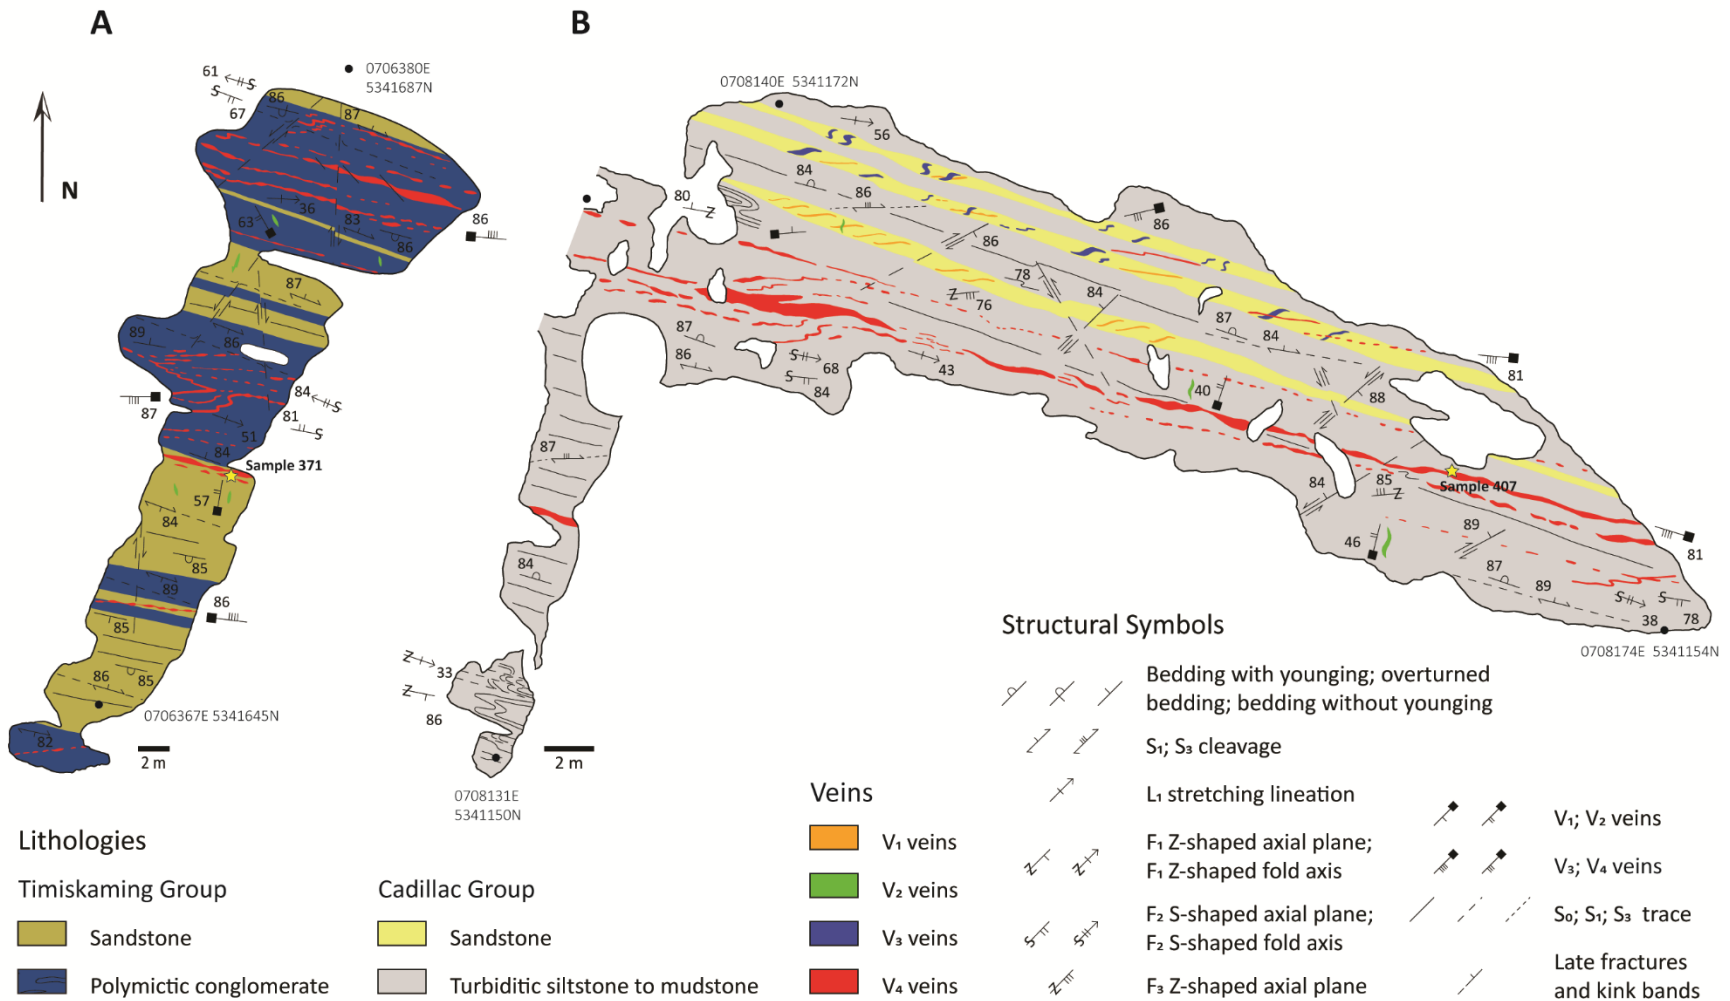 A
B
N
0706380E
5341687N
61
S
S
67
86
87
36
63
83
86
86
87
89
86
87
84
S
81
S
51
84
Sample 371
57
84
85
89
86
85
86
85
0706367E 5341645N
82
2 m
0708140E 5341172N
56
84
80
Z
86
86
86
78
Z
76
84
87
84
81
87
86
S
68
S
84
43
40
88
87
84
85
Z
Sample 407
84
46
89
81
87
89
S
S
38
78
0708174E 5341154N
Z
33
Z
86
0708131E
5341150N
2 m
Lithologies
Timiskaming Group
Sandstone
Polymictic conglomerate
Cadillac Group
Sandstone
Turbiditic siltstone to mudstone
Veins
V₁ veins
V₂ veins
V₃ veins
V₄ veins
Structural Symbols
Bedding with younging; overturned
bedding; bedding without younging
S₁; S₃ cleavage
L₁ stretching lineation
Z
Z
F₁ Z-shaped axial plane;
F₁ Z-shaped fold axis
S
S
F₂ S-shaped axial plane;
F₂ S-shaped fold axis
Z
F₃ Z-shaped axial plane
V₁; V₂ veins
V₃; V₄ veins
S₀; S₁; S₃ trace
Late fractures
and kink bands